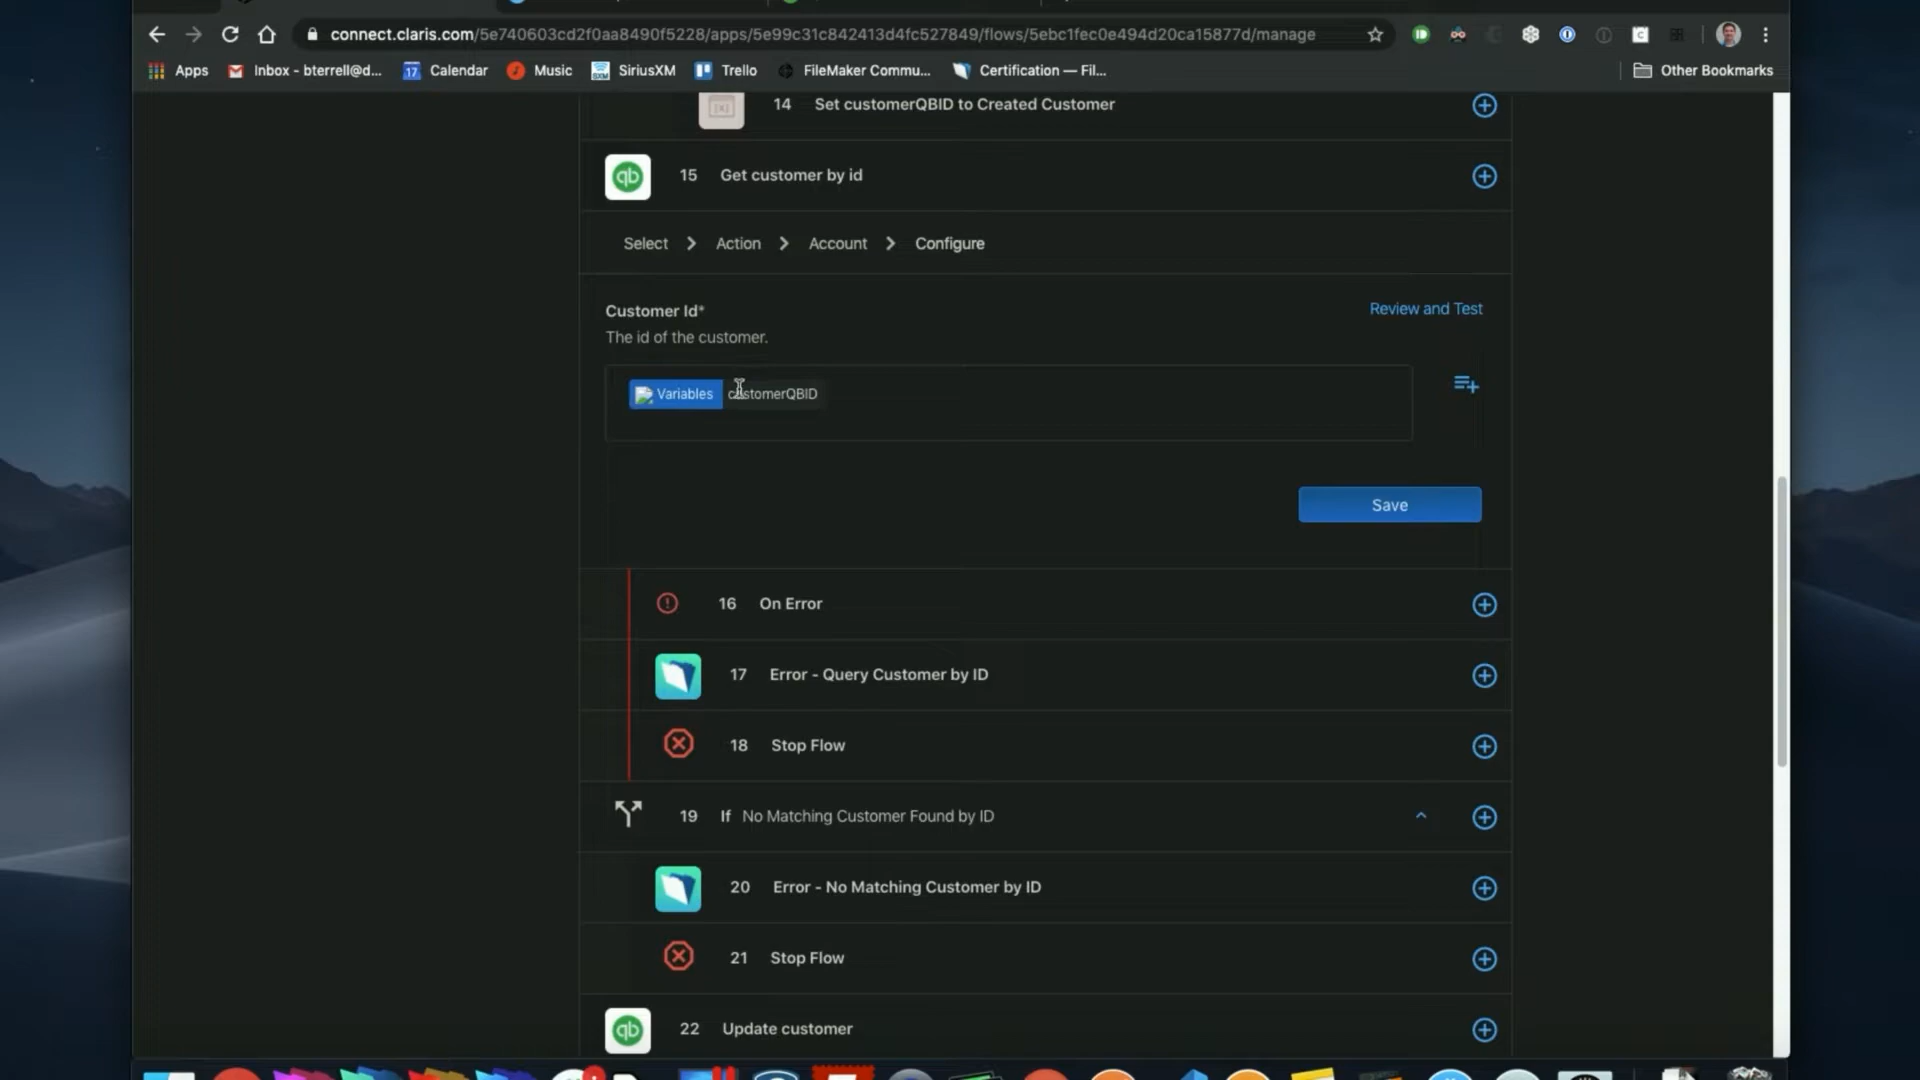 connect.claris.com/5e740603cd2f0aa8490f5228/apps/5e99c31c842413d4fc527849/flows/5ebc1fec0e494d20ca15877d/manage
Apps Inbox - bterrell@d... 17 Calendar Music SXM SiriusXM Trello FileMaker Commu... Certification — Fil... Other Bookmarks
14 Set customerQBID to Created Customer
qb 15 Get customer by id
Select Action Account Configure
Customer Id* Review and Test
The id of the customer.
Variables customerQBID
Save
16 On Error
17 Error - Query Customer by ID
18 Stop Flow
19 If No Matching Customer Found by ID
20 Error - No Matching Customer by ID
21 Stop Flow
qb 22 Update customer